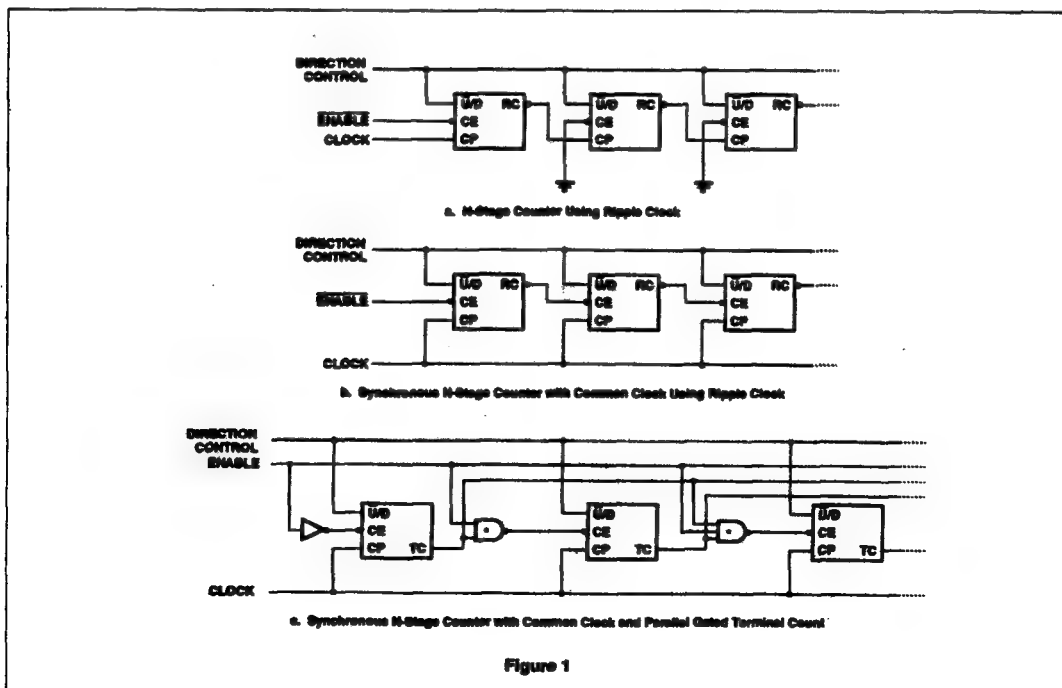 DIRECTION
CONTROL
U̅/D RC
U̅/D RC
U̅/D RC
E̅N̅A̅B̅L̅E̅
CE
CE
CE
CLOCK
CP
CP
CP
a. N-Stage Counter Using Ripple Clock
DIRECTION
CONTROL
U̅/D RC
U̅/D RC
U̅/D RC
E̅N̅A̅B̅L̅E̅
CE
CE
CE
CP
CP
CP
CLOCK
b. Synchronous N-Stage Counter with Common Clock Using Ripple Clock
DIRECTION
CONTROL
ENABLE
U̅/D
U̅/D
U̅/D
CE
CE
CE
CP TC
CP TC
CP TC
CLOCK
c. Synchronous N-Stage Counter with Common Clock and Parallel Gated Terminal Count
Figure 1